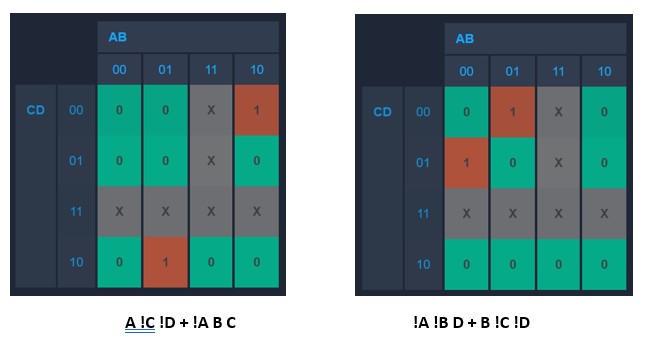 AB
00 01 11 10
CD 00 0 0 X 1
01 0 0 X 0
11 X X X X
10 0 1 0 0
A !C !D + !A B C
AB
00 01 11 10
CD 00 0 1 X 0
01 1 0 X 0
11 X X X X
10 0 0 0 0
!A !B D + B !C !D